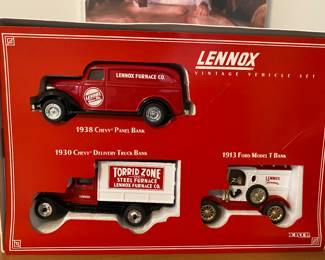 LENNOX
VINTAGE VEHICLE SET
LENNOX FURNACE CO.
1938 CHEVY PANEL BANK
1930 CHEVY DELIVERY TRUCK BANK
1913 FORD MODEL T BANK
TORRID ZONE
STEEL FURNACE
LENNOX FURNACE CO.
LENNOX
ERTL